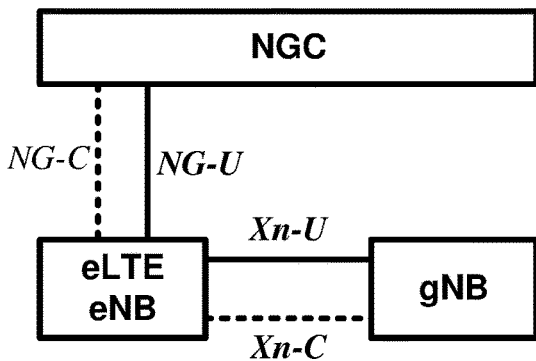 NGC
NG-C
NG-U
Xn-U
eLTE
eNB
gNB
Xn-C